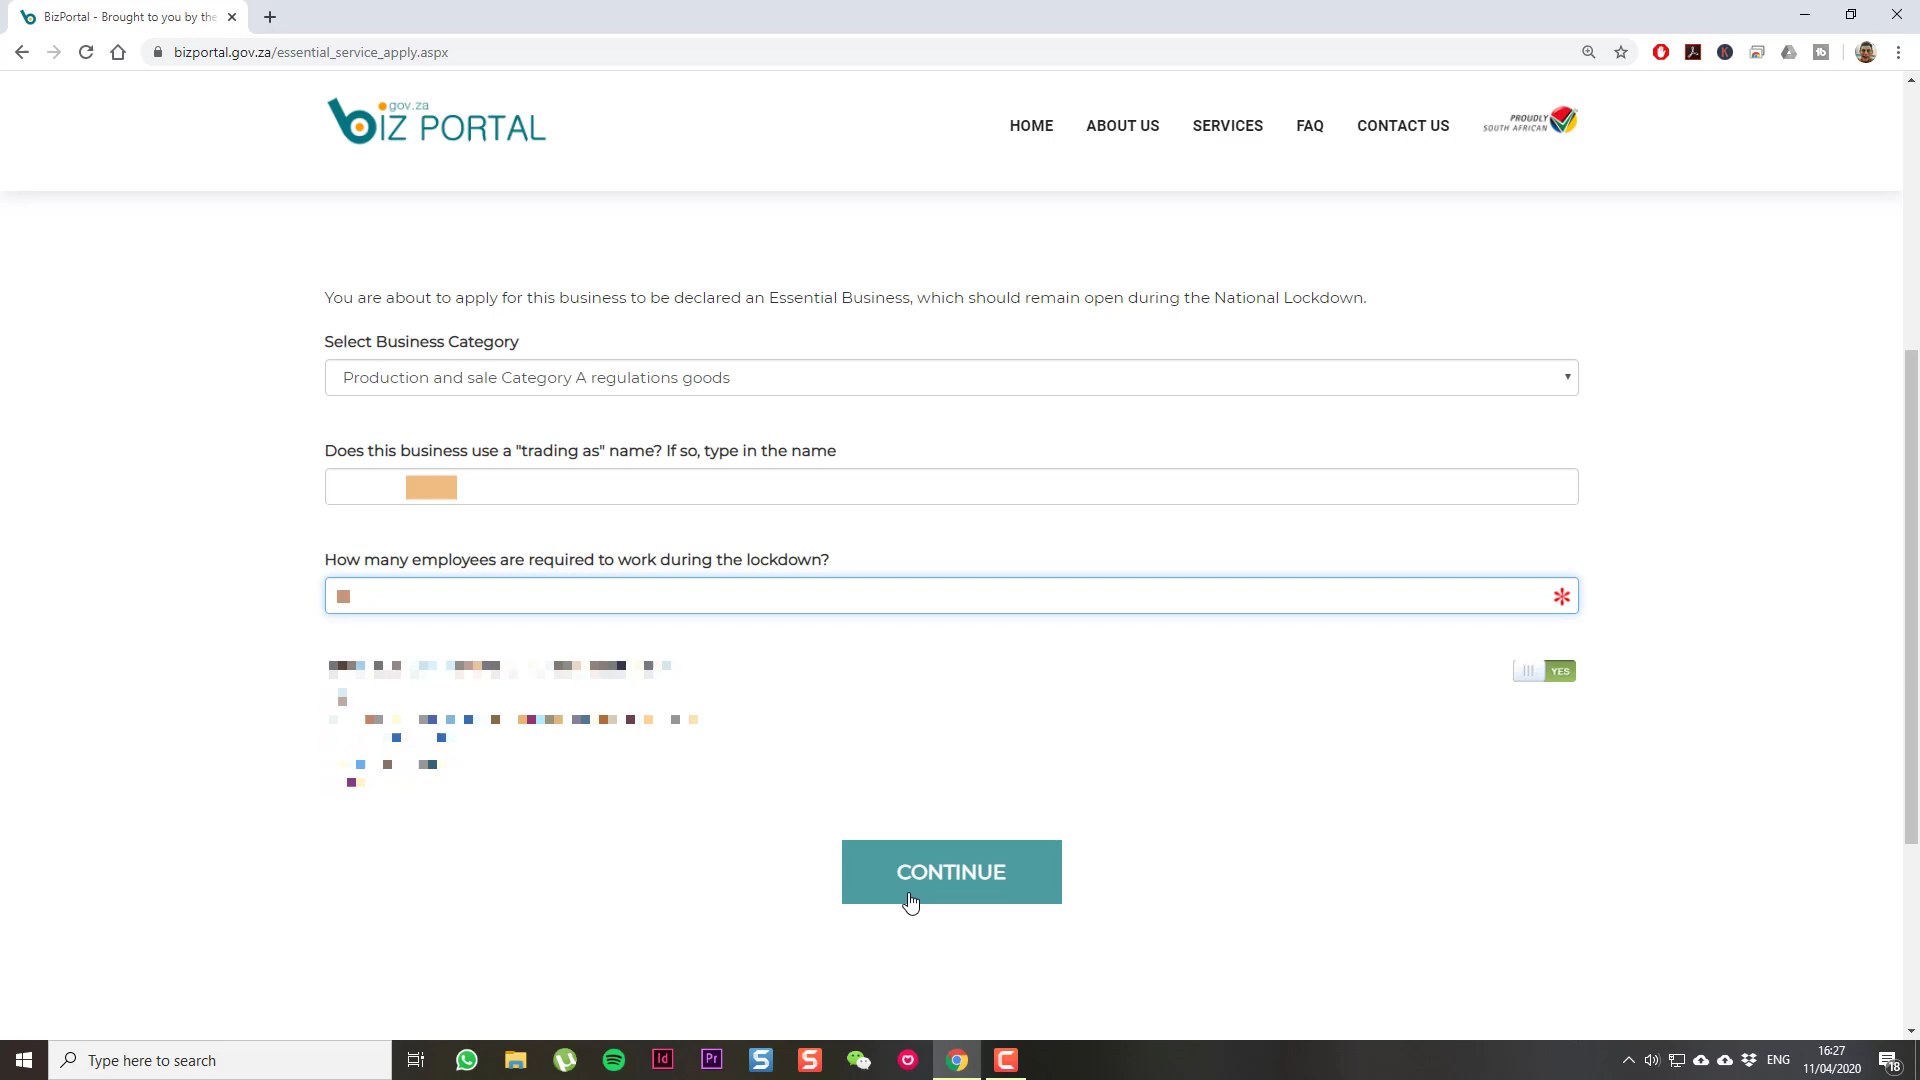 BizPortal - Brought to you by the
bizportal.gov.za/essential_service_apply.aspx
gov.za
bIZ PORTAL
HOME
ABOUT US
SERVICES
FAQ
CONTACT US
PROUDLY
SOUTH AFRICAN
You are about to apply for this business to be declared an Essential Business, which should remain open during the National Lockdown.
Select Business Category
Production and sale Category A regulations goods
Does this business use a "trading as" name? If so, type in the name
How many employees are required to work during the lockdown?
*
YES
CONTINUE
Type here to search
Id
Pr
S
S
C
ENG
16:27
11/04/2020
18